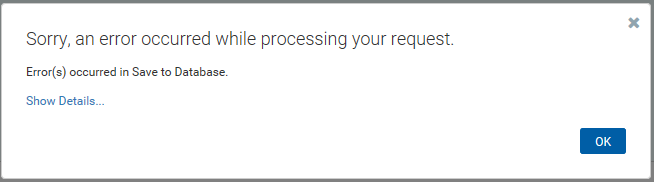 Sorry, an error occurred while processing your request.
Error(s) occurred in Save to Database.
Show Details...
OK